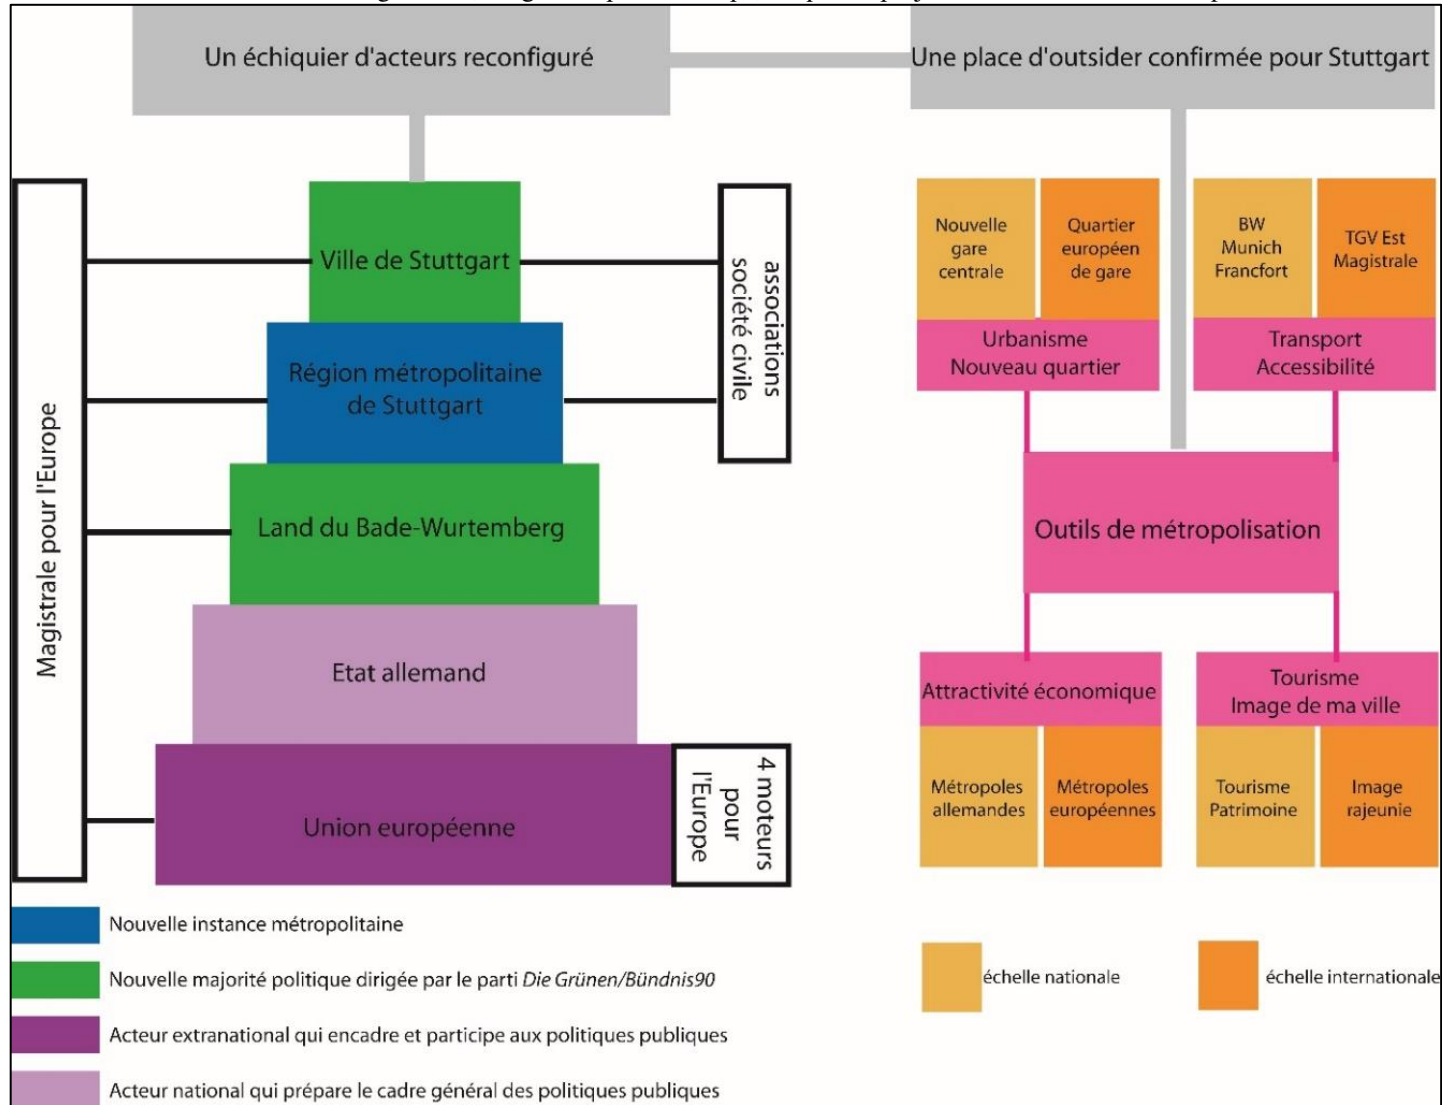 Un échiquier d'acteurs reconfiguré
Une place d'outsider confirmée pour Stuttgart
Magistrale pour l'Europe
Ville de Stuttgart
Région métropolitaine
de Stuttgart
Land du Bade-Wurtemberg
Etat allemand
Union européenne
associations
société civile
4 moteurs
pour
l'Europe
Nouvelle
gare
centrale
Quartier
européen
de gare
BW
Munich
Francfort
TGV Est
Magistrale
Urbanisme
Nouveau quartier
Transport
Accessibilité
Outils de métropolisation
Attractivité économique
Tourisme
Image de ma ville
Métropoles
allemandes
Métropoles
européennes
Tourisme
Patrimoine
Image
rajeunie
Nouvelle instance métropolitaine
Nouvelle majorité politique dirigée par le parti Die Grünen/Bündnis90
Acteur extranational qui encadre et participe aux politiques publiques
Acteur national qui prépare le cadre général des politiques publiques
échelle nationale
échelle internationale